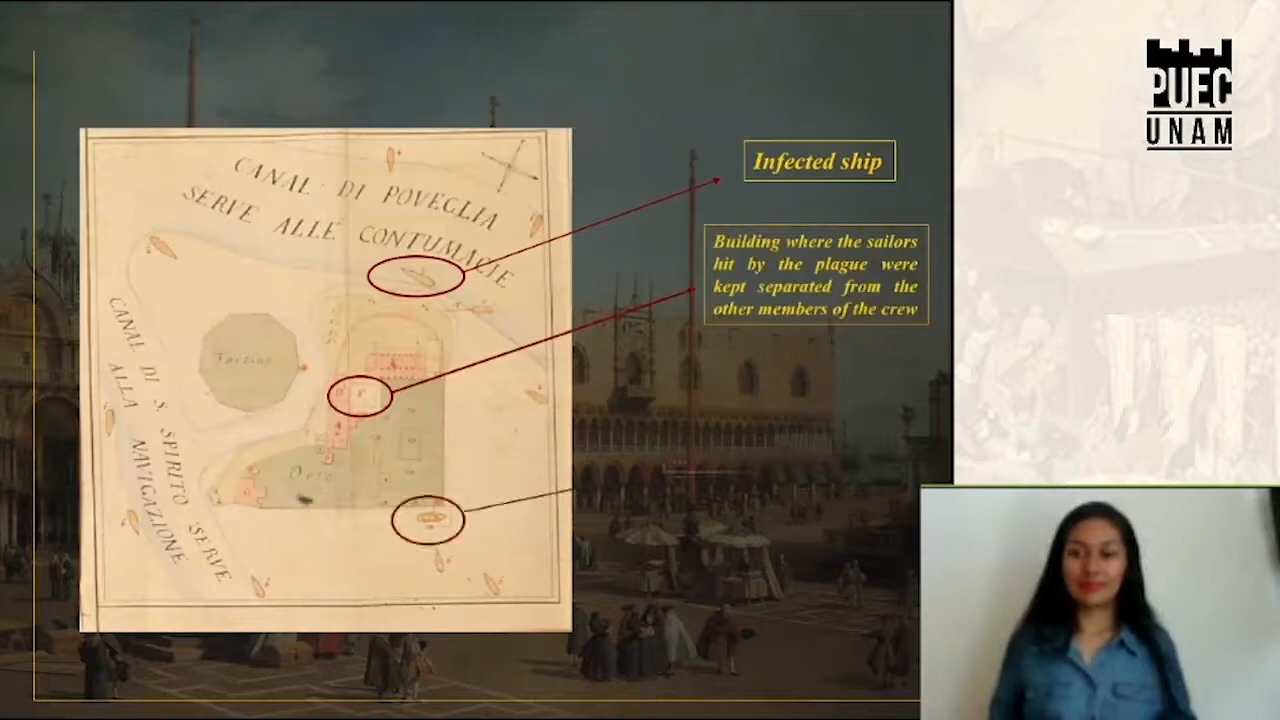 PUEC
UNAM
Infected ship
Building where the sailors
hit by the plague were
kept separated from the
other members of the crew
CANAL DI POVEGLIA
SERVE ALLE CONTUMACIE
CANAL DI S. SPIRITO SERVE
ALLA NAVIGAZIONE
Orto